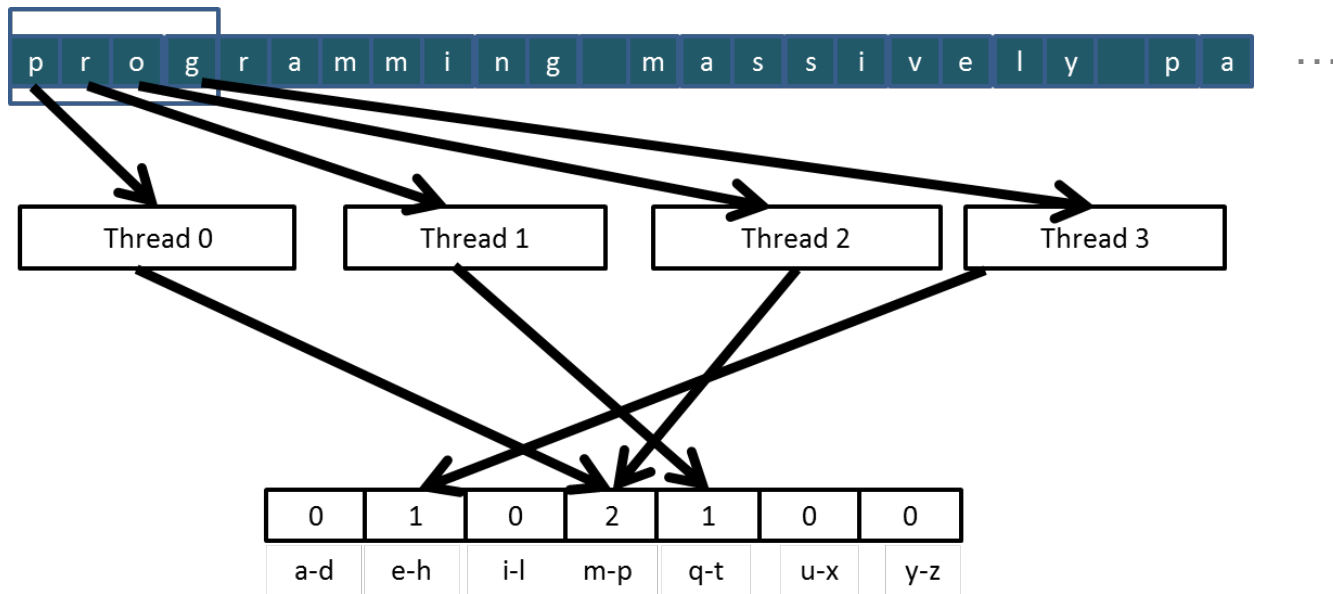 p r o g r a m m i n g m a s s i v e l y p a ...
Thread 0 Thread 1 Thread 2 Thread 3
0 1 0 2 1 0 0
a-d e-h i-l m-p q-t u-x y-z